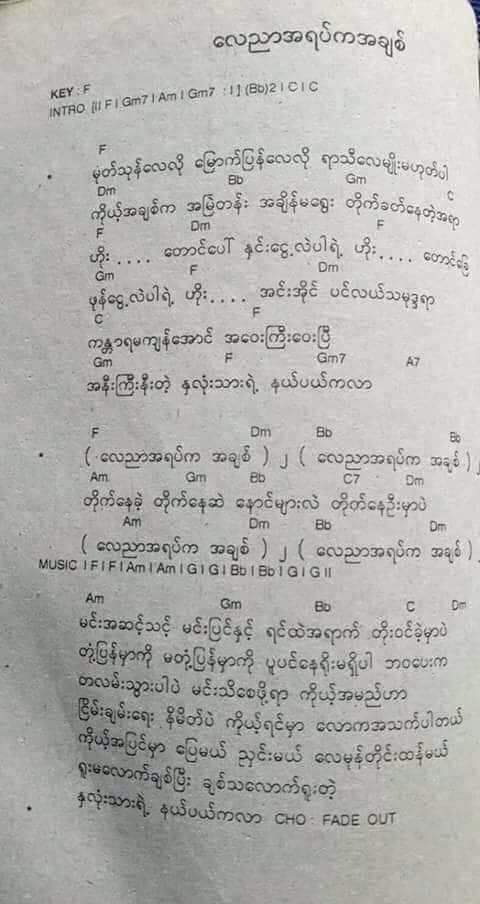 လေညာအရပ်ကအချစ်
KEY : F
INTRO [ II F I Gm7 I Am I Gm7 : I ] (Bb)2 I C I C
F
မုတ်သုန်လေလို မြောက်ပြန်လေလို ရာသီလေမျိုးမဟုတ်ပါ
Dm Bb Gm C
ကိုယ့်အချစ်က အမြဲတန်း အချိန်မရွေး တိုက်ခတ်နေတဲ့အရာ
F Dm F
ဟိုး . . . . တောင်ပေါ် နှင်းငွေ့လဲပါရဲ့ ဟိုး . . . . တောင်ခြေ
Gm F Dm
ဖုန်ငွေ့လဲပါရဲ့ ဟိုး . . . . အင်းအိုင် ပင်လယ်သမုဒ္ဒရာ
C F
ကန္တာရမကျန်အောင် အဝေးကြီးဝေးပြီ
Gm F Gm7 A7
အနီးကြီးနီးတဲ့ နှလုံးသားရဲ့ နယ်ပယ်ကလာ
F Dm Bb Bb
( လေညာအရပ်က အချစ် ) ၂ ( လေညာအရပ်က အချစ် ) ၂
Am Gm Bb C7 Dm
တိုက်နေခဲ့ တိုက်နေဆဲ နောင်များလဲ တိုက်နေဦးမှာပဲ
Am Dm Bb Dm
( လေညာအရပ်က အချစ် ) ၂ ( လေညာအရပ်က အချစ် )
MUSIC I F I F I Am I Am I G I G I Bb I Bb I G I G II
Am Gm Bb C Dm
မင်းအဆင့်သင့် မင်းပြင်နှင့် ရင်ထဲအရာက် တိုးဝင်ခဲ့မှာပဲ
တုံ့ပြန်မှာကို မတုံ့ပြန်မှာကို ပူပင်နေရိုးမရှိပါ ဘဝပေးက
တလမ်းသွားပါပဲ မင်းသိစေဖို့ရာ ကိုယ့်အမည်ဟာ
ငြိမ်းချမ်းရေး နိမိတ်ပဲ ကိုယ့်ရင်မှာ လောကအသက်ပါတယ်
ကိုယ့်အပြင်မှာ ပြေမယ် ညှင်းမယ် လေမုန်တိုင်းထန်မယ်
ရူးမလောက်ချစ်ပြီး ချစ်သလောက်ရူးတဲ့
နှလုံးသားရဲ့ နယ်ပယ်ကလာ CHO : FADE OUT